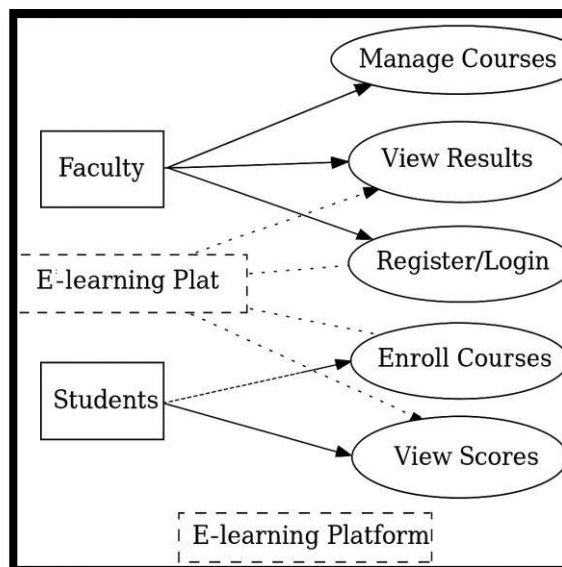 Manage Courses
Faculty
View Results
Register/Login
E-learning Plat
Enroll Courses
Students
View Scores
E-learning Platform